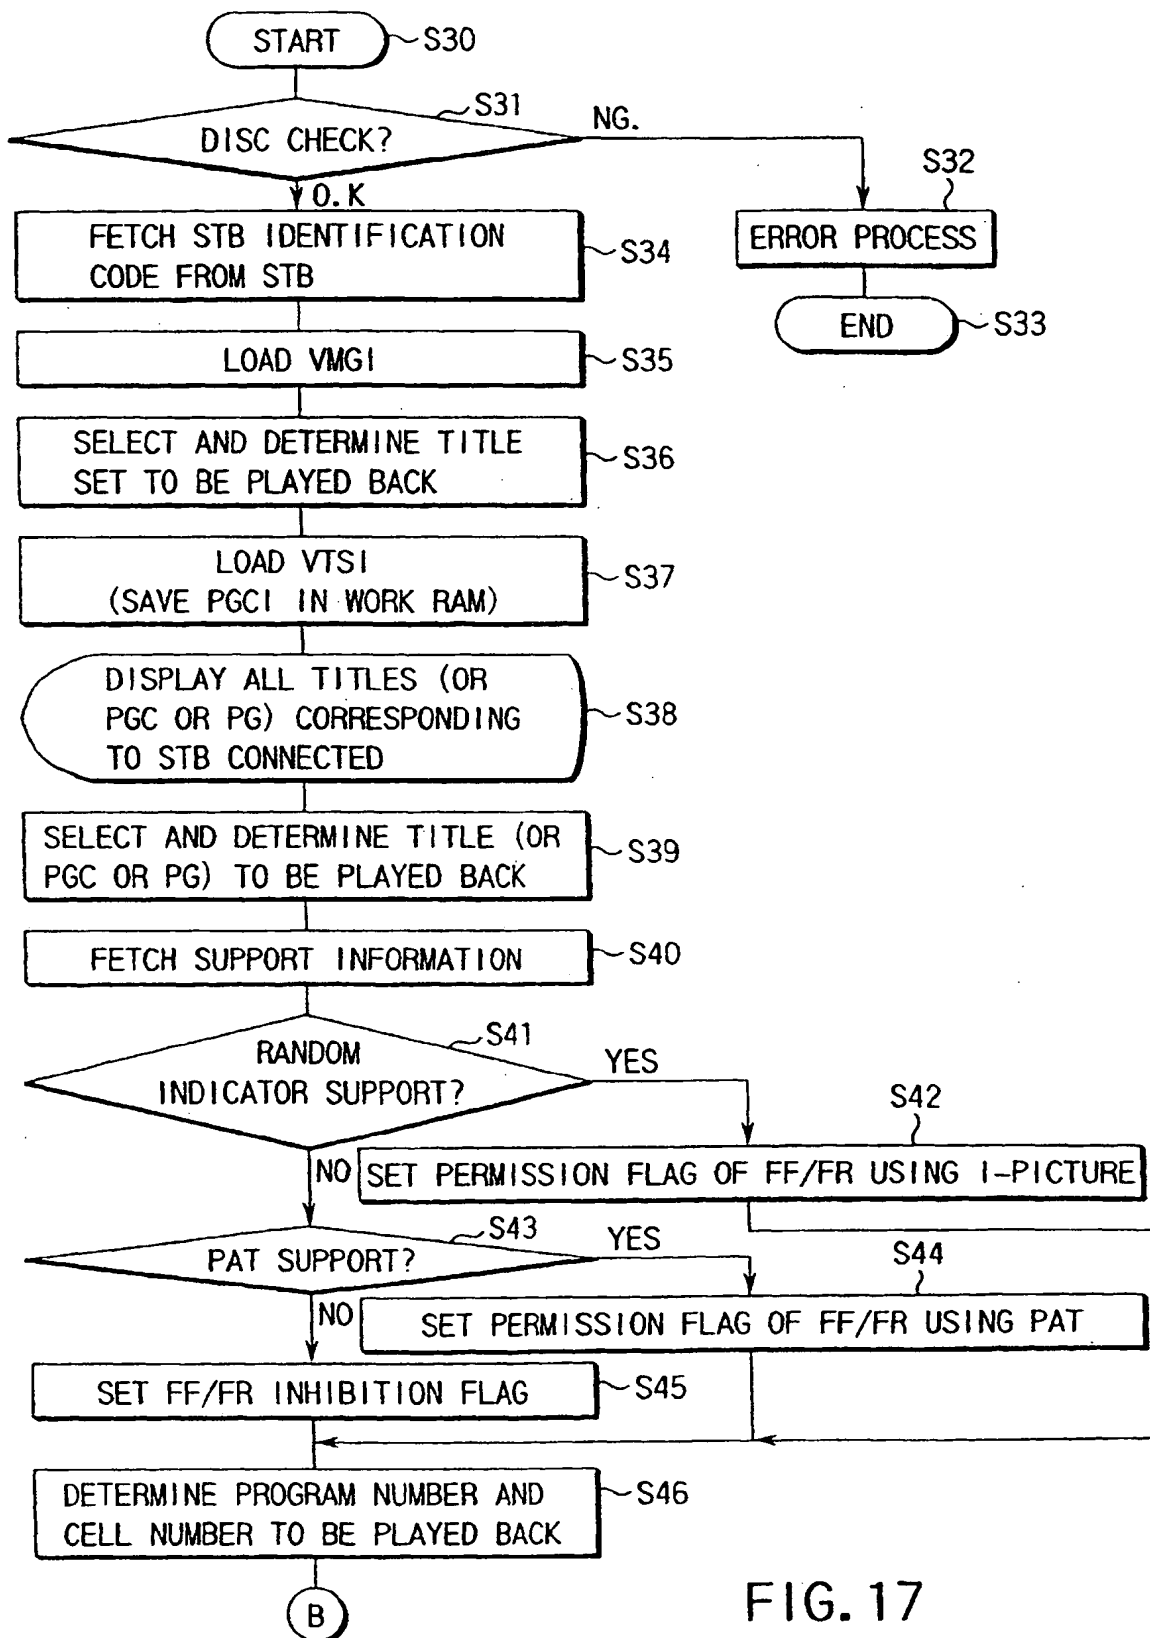 START
S30
DISC CHECK?
S31
NG.
O.K
S32
ERROR PROCESS
END
S33
FETCH STB IDENTIFICATION
CODE FROM STB
S34
LOAD VMGI
S35
SELECT AND DETERMINE TITLE
SET TO BE PLAYED BACK
S36
LOAD VTSI
(SAVE PGCI IN WORK RAM)
S37
DISPLAY ALL TITLES (OR
PGC OR PG) CORRESPONDING
TO STB CONNECTED
S38
SELECT AND DETERMINE TITLE (OR
PGC OR PG) TO BE PLAYED BACK
S39
FETCH SUPPORT INFORMATION
S40
RANDOM
INDICATOR SUPPORT?
S41
YES
S42
NO
SET PERMISSION FLAG OF FF/FR USING I-PICTURE
PAT SUPPORT?
S43
YES
S44
NO
SET PERMISSION FLAG OF FF/FR USING PAT
SET FF/FR INHIBITION FLAG
S45
DETERMINE PROGRAM NUMBER AND
CELL NUMBER TO BE PLAYED BACK
S46
B
FIG. 17